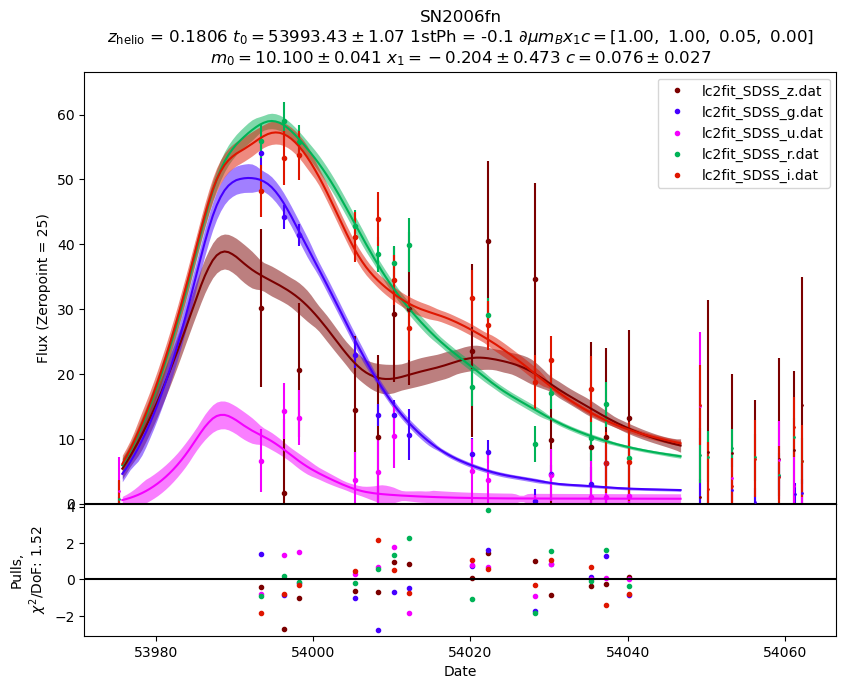 SN2006fn
z_helio = 0.1806 t_0 = 53993.43 ± 1.07 1stPh = -0.1 ∂μm_Bx_1c = [1.00, 1.00, 0.05, 0.00]
m_0 = 10.100 ± 0.041 x_1 = −0.204 ± 0.473 c = 0.076 ± 0.027
lc2fit_SDSS_z.dat
lc2fit_SDSS_g.dat
lc2fit_SDSS_u.dat
lc2fit_SDSS_r.dat
lc2fit_SDSS_i.dat
Flux (Zeropoint = 25)
60
50
40
30
20
10
0
Pulls,
χ²/DoF: 1.52
4
2
0
−2
53980 54000 54020 54040 54060
Date